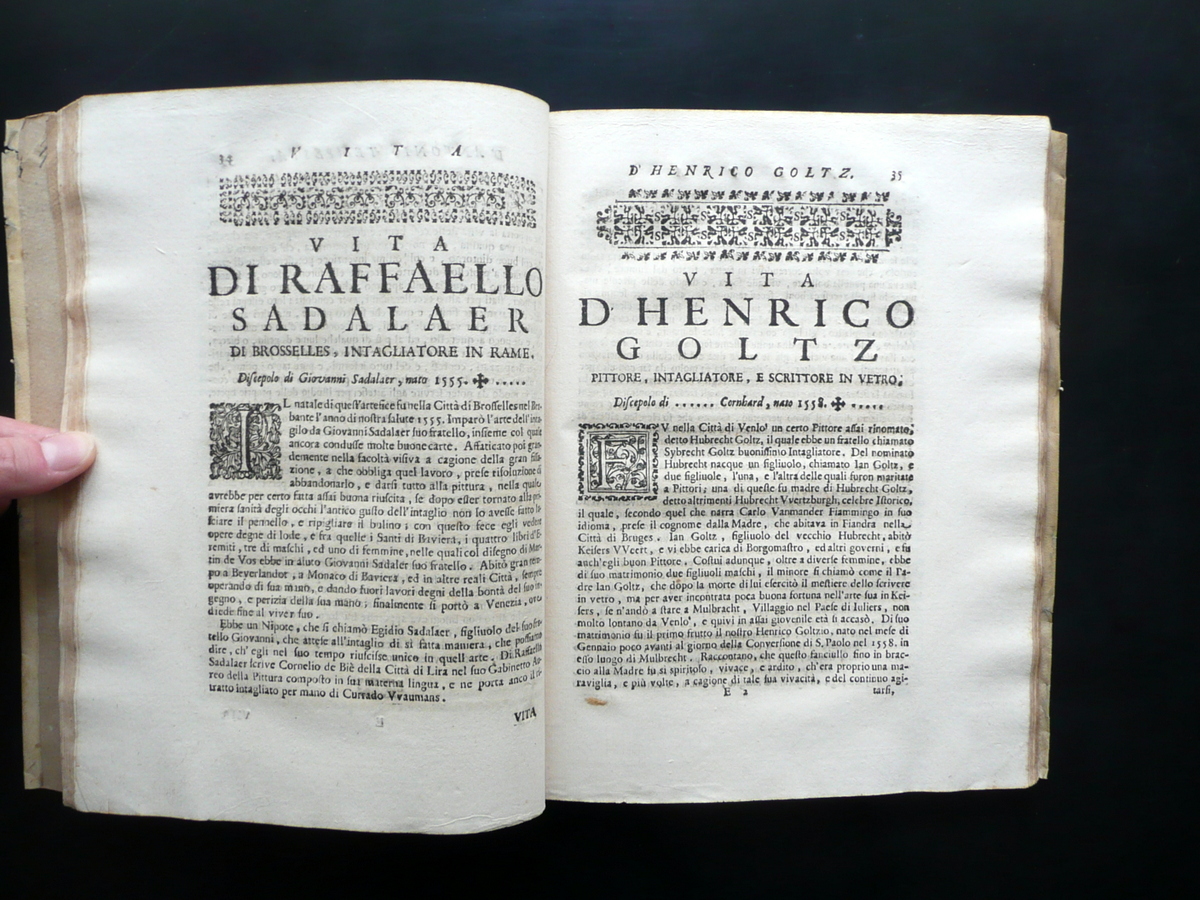 34 V I T A
VITA
DI RAFFAELLO
SADALAER
DI BROSSELLES, INTAGLIATORE IN RAME.
Discepolo di Giovanni Sadalaer, nato 1555. ✠ .....
IL natale di quest'artefice fu nella Città di Brosselles nel Bra-
bante l'anno di nostra salute 1555. Imparò l'arte dell'inta-
glio da Giovanni Sadalaer suo fratello, insieme col quale
ancora condusse molte buone carte. Affaticato poi gran-
demente nella facoltà visiva a cagione della gran fissa-
zione, a che obbliga quel lavoro, prese risoluzione di
abbandonarlo, e darsi tutto alla pittura, nella quale
avrebbe per certo fatta assai buona riuscita, se dopo esser tornato alla pri-
miera sanità degli occhi l'antico gusto dell'intaglio non lo avesse fatto la-
sciare il pennello, e ripigliare il bulino; con questo fece egli vedere
opere degne di lode, e fra quelle i Santi di Baviera, i quattro libri d'E-
remiti, tre di maschi, ed uno di femmine, nelle quali col disegno di Mar-
tin de Vos ebbe in aiuto Giovanni Sadaler suo fratello. Abitò gran tem-
po a Beyerlandor, a Monaco di Baviera, ed in altre reali Città, sempre
operando di sua mano, e dando fuori lavori degni della bontà del suo in-
gegno, e perizia della sua mano; finalmente si portò a Venezia, ove
diede fine al viver suo.
Ebbe un Nipote, che si chiamò Egidio Sadalaer, figliuolo del suo fra-
tello Giovanni, che attese all'intaglio di sì fatta maniera, che possiamo
dire, ch'egli nel suo tempo riuscisse unico in quell'arte. Di Raffaello
Sadalaer scrive Cornelio de Biè della Città di Lira nel suo Gabinetto Au-
reo della Pittura composto in sua materna lingua, e ne porta anco il ri-
tratto intagliato per mano di Currado Vvaumans.
VITA
D'HENRICO GOLTZ. 35
VITA
D'HENRICO
GOLTZ
PITTORE, INTAGLIATORE, E SCRITTORE IN VETRO;
Discepolo di ...... Cornhard, nato 1558. ✠ .....
FV nella Città di Venlò un certo Pittore assai rinomato,
detto Hubrecht Goltz, il quale ebbe un fratello chiamato
Sybrecht Goltz buonissimo Intagliatore. Del nominato
Hubrecht nacque un figliuolo, chiamato Ian Goltz, e
due figliuole, l'una, e l'altra delle quali furon maritate
a Pittori; una di queste fu madre di Hubrecht Goltz,
detto altrimenti Hubrecht Vvertzburgh, celebre Istorico,
il quale, secondo quel che narra Carlo Vanmander Fiammingo in suo
idioma, prese il cognome dalla Madre, che abitava in Fiandra nella
Città di Bruges. Ian Goltz, figliuol del vecchio Hubrecht, abitò
Keisers VVeert, e vi ebbe carica di Borgomastro, ed altri governi, e fu
auch'egli buon Pittore. Costui adunque, oltre a diverse femmine, ebbe
di suo matrimonio due figliuoli maschi, il minore si chiamò come il Pa-
dre Ian Goltz, che dopo la morte di lui esercitò il mestiero dello scrivere
in vetro, ma per aver incontrata poca buona fortuna nell'arte sua in Kei-
sers, se n'andò a stare a Mulbracht, Villaggio nel Paese di Iuliers, non
molto lontano da Venlò, e quivi in assai giovenile età si accasò. Di suo
matrimonio fu il primo frutto il nostro Henrico Goltzio, nato nel mese di
Gennaio poco avanti al giorno della Conversione di S. Paolo nel 1558. in
esso luogo di Mulbrecht. Raccontano, che questo fanciullo fino in brac-
cio alla Madre fu sì spiritoso, vivace, e ardito, ch'era proprio una ma-
raviglia, e più volte, a cagione di tale sua vivacità, e del continuo agi-
E 2 tarsi,